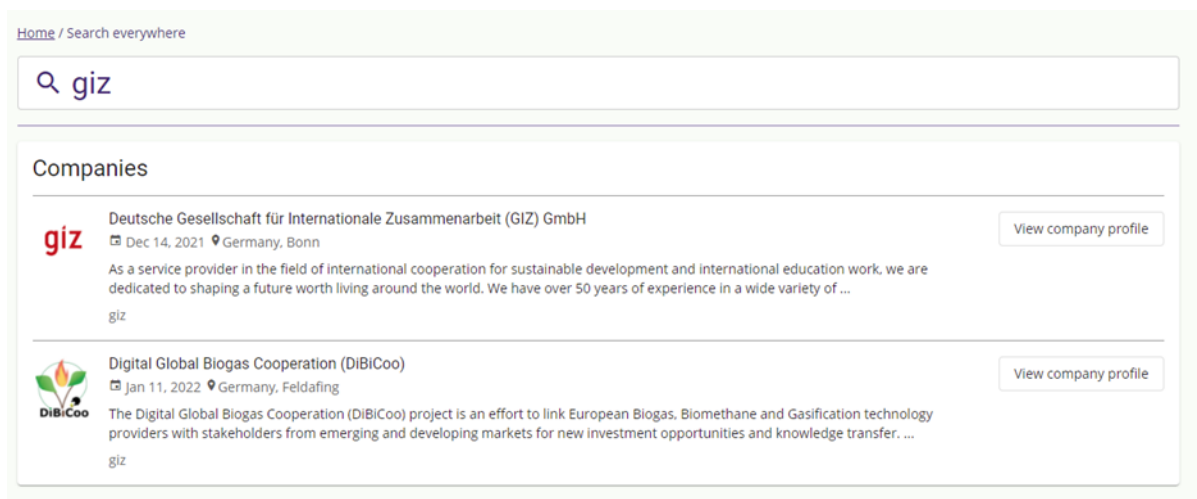 Home / Search everywhere
giz
Companies
giz
Deutsche Gesellschaft für Internationale Zusammenarbeit (GIZ) GmbH
Dec 14, 2021 Germany, Bonn
View company profile
As a service provider in the field of international cooperation for sustainable development and international education work, we are
dedicated to shaping a future worth living around the world. We have over 50 years of experience in a wide variety of ...
giz
DiBiCoo
Digital Global Biogas Cooperation (DiBiCoo)
Jan 11, 2022 Germany, Feldafing
View company profile
The Digital Global Biogas Cooperation (DiBiCoo) project is an effort to link European Biogas, Biomethane and Gasification technology
providers with stakeholders from emerging and developing markets for new investment opportunities and knowledge transfer. ...
giz